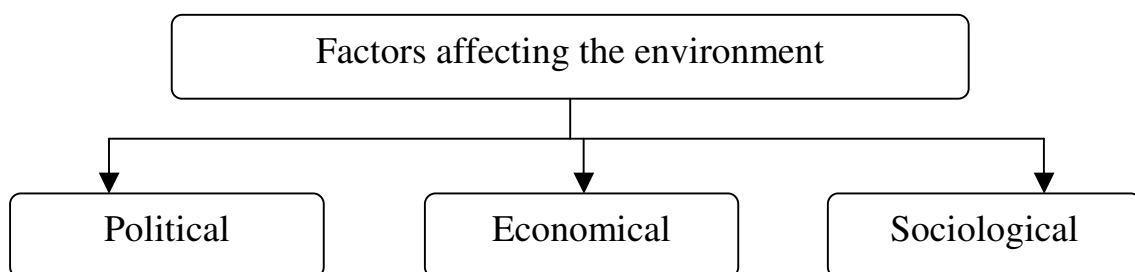 Factors affecting the environment
Political
Economical
Sociological